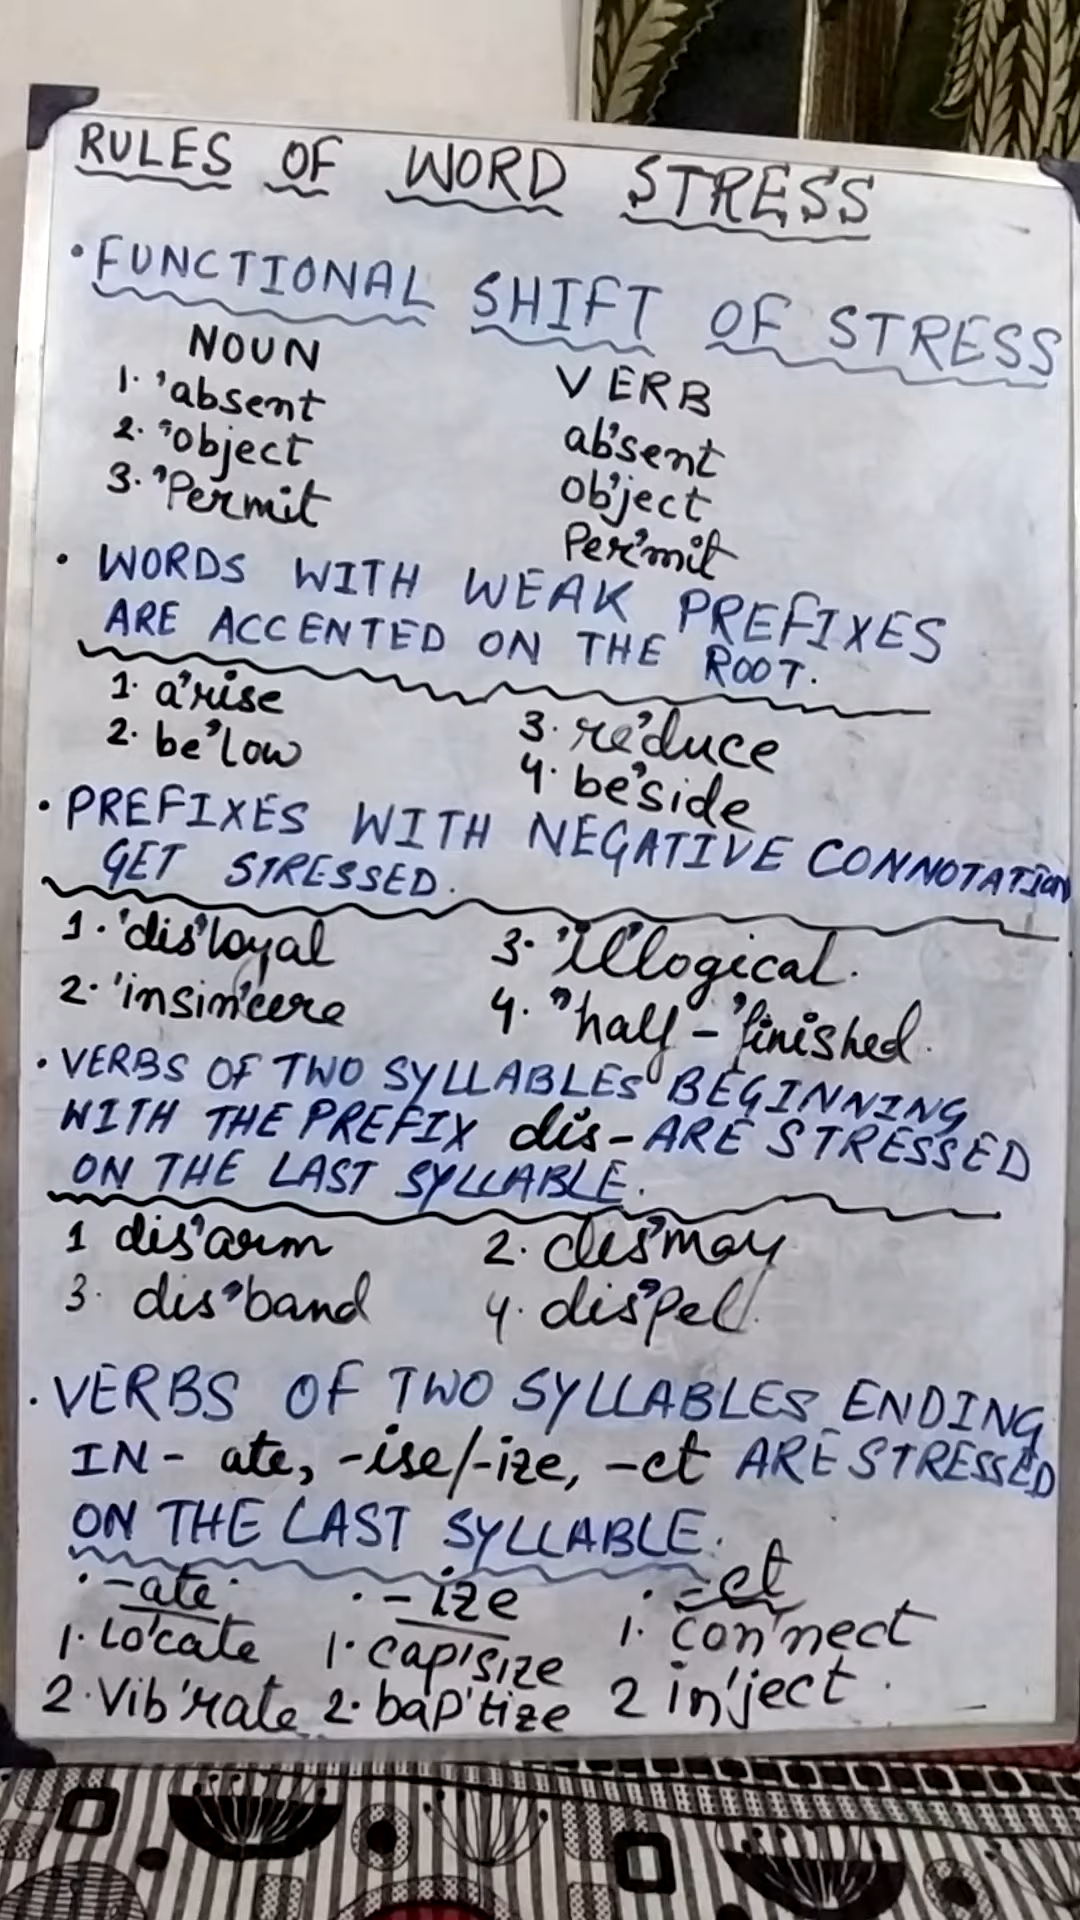 RULES OF WORD STRESS
• FUNCTIONAL SHIFT OF STRESS
NOUN VERB
1. 'absent ab'sent
2. 'object ob'ject
3. 'Permit Per'mit
• WORDS WITH WEAK PREFIXES
ARE ACCENTED ON THE ROOT.
1. a'rise 3. re'duce
2. be'low 4. be'side
• PREFIXES WITH NEGATIVE CONNOTATION
GET STRESSED.
1. 'dis'loyal 3. 'il'logical.
2. 'insin'cere 4. 'half-'finished.
• VERBS OF TWO SYLLABLES BEGINNING
WITH THE PREFIX dis- ARE STRESSED
ON THE LAST SYLLABLE.
1 dis'arm 2. dis'may
3. dis'band 4. dis'pel.
• VERBS OF TWO SYLLABLES ENDING
IN - ate, -ise/-ize, -ct ARE STRESSED
ON THE LAST SYLLABLE.
• -ate • • -ize • -ct
1. Lo'cate 1. cap'size 1. con'nect
2. Vib'rate 2. bap'tize 2 in'ject.